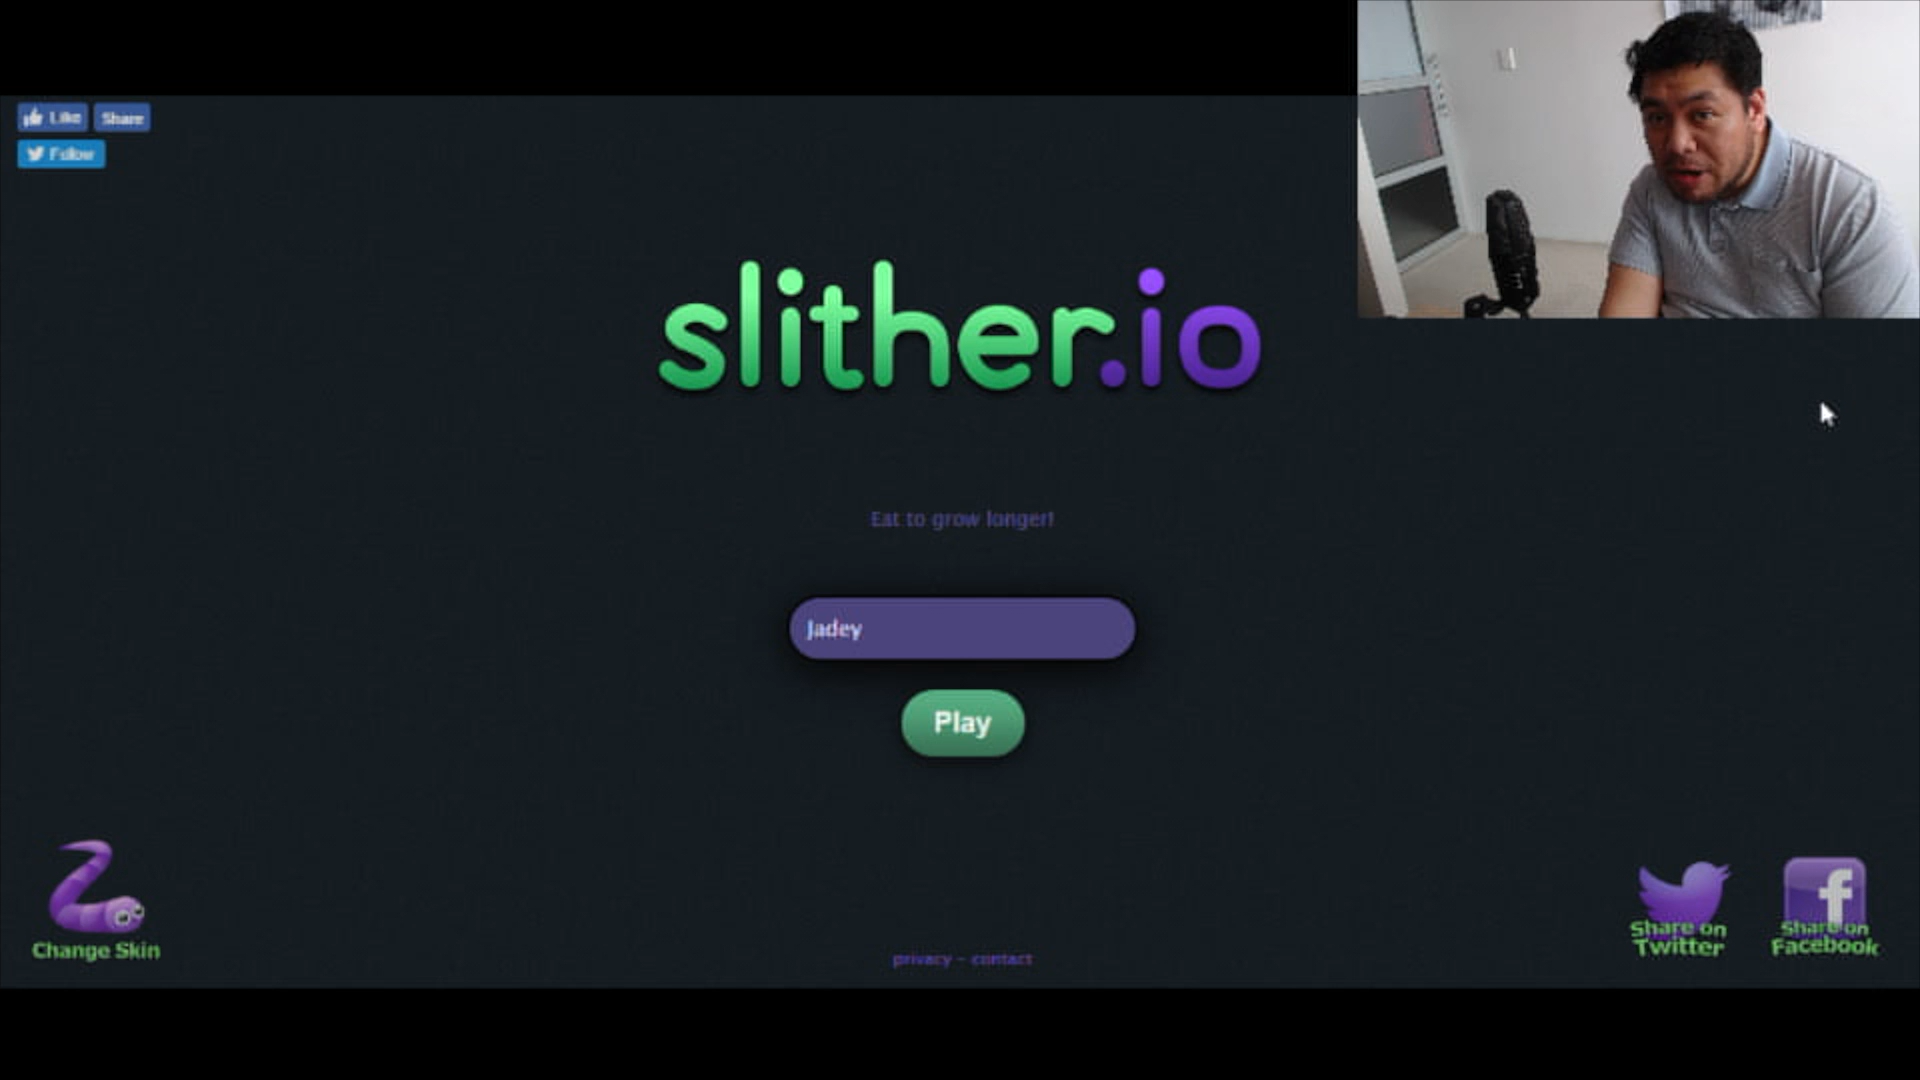 Like Share
Follow
slither.io
Eat to grow longer!
Jadey
Play
Change Skin
privacy - contact
Share on
Twitter
Share on
Facebook